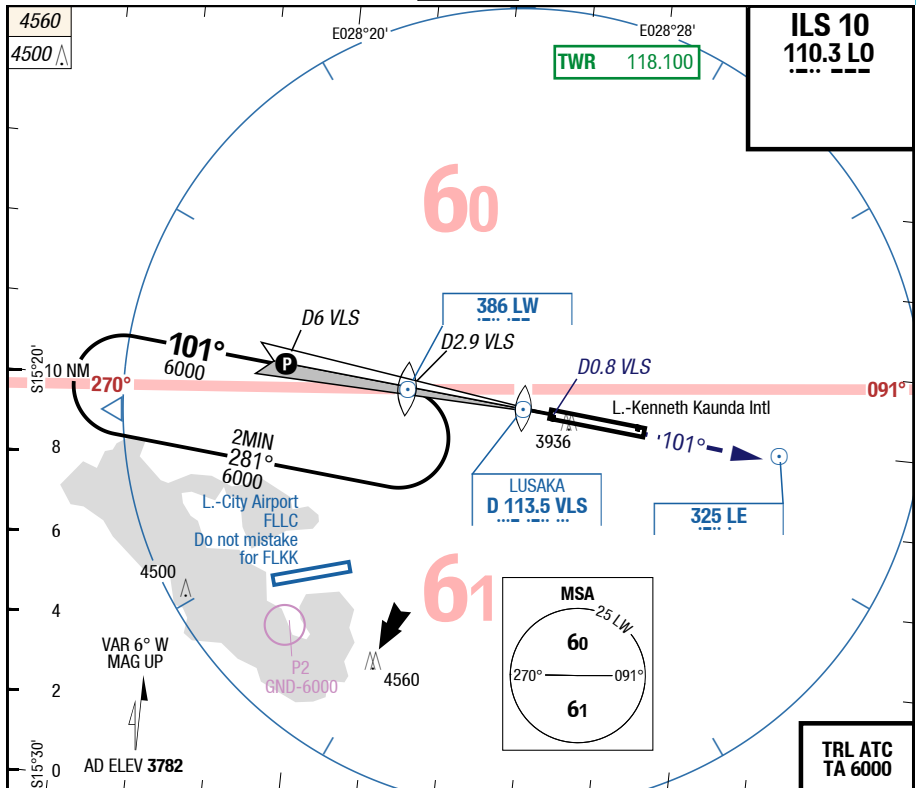 4560
4500
E028°20'
E028°28'
TWR 118.100
ILS 10
110.3 LO
60
386 LW
D6 VLS
D2.9 VLS
101°
6000
P
D0.8 VLS
S15°20'
10 NM
270°
091°
L.-Kenneth Kaunda Intl
3936
101°
8
2MIN
281°
6000
LUSAKA
D 113.5 VLS
325 LE
L.-City Airport
FLLC
Do not mistake
for FLKK
6
61
4500
4
MSA
25 LW
60
270° 091°
61
VAR 6° W
MAG UP
P2
GND-6000
4560
2
S15°30'
0
AD ELEV 3782
TRL ATC
TA 6000